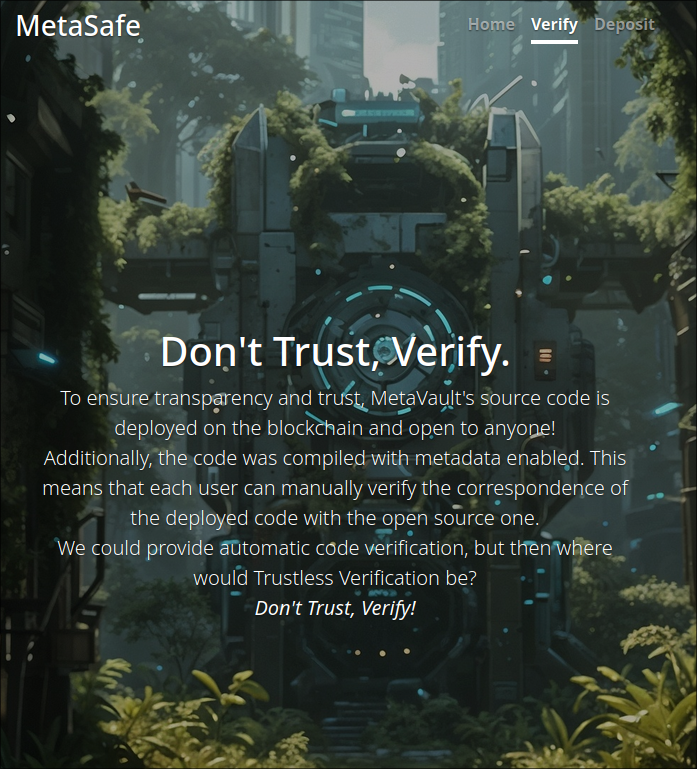 MetaSafe
Home Verify Deposit
Don't Trust, Verify.
To ensure transparency and trust, MetaVault's source code is
deployed on the blockchain and open to anyone!
Additionally, the code was compiled with metadata enabled. This
means that each user can manually verify the correspondence of
the deployed code with the open source one.
We could provide automatic code verification, but then where
would Trustless Verification be?
Don't Trust, Verify!